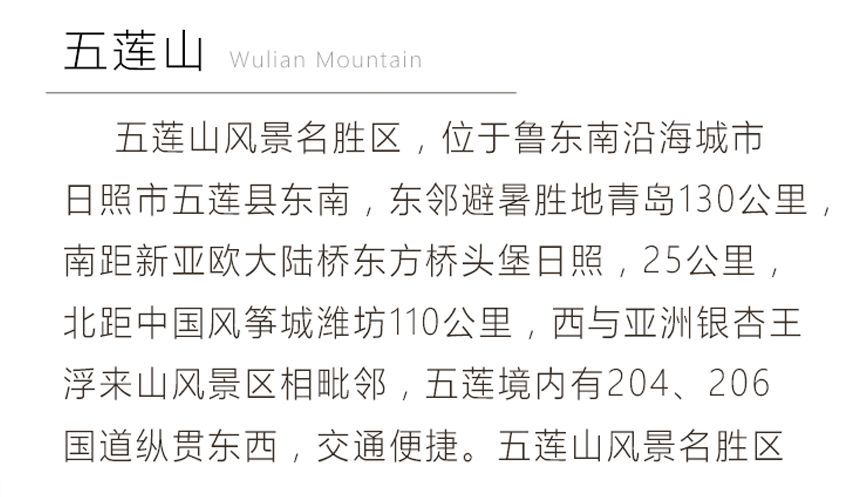 五莲山 Wulian Mountain
五莲山风景名胜区，位于鲁东南沿海城市
日照市五莲县东南，东邻避暑胜地青岛130公里，
南距新亚欧大陆桥东方桥头堡日照，25公里，
北距中国风筝城潍坊110公里，西与亚洲银杏王
浮来山风景区相毗邻，五莲境内有204、206
国道纵贯东西，交通便捷。五莲山风景名胜区